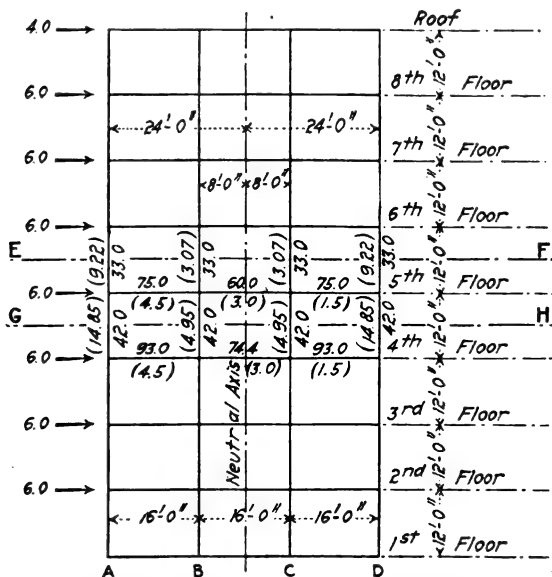 Roof
4.0
12'-0"
6.0
8th Floor
12'-0"
24'-0" 24'-0"
6.0
7th Floor
12'-0"
8'-0" 8'-0"
6.0
6th Floor
12'-0"
E F
(9.22) 33.0 33.0 (3.07) (3.07) 33.0 (9.22) 33.0
75.0 60.0 75.0
6.0
5th Floor
(4.5) (3.0) (1.5)
12'-0"
G H
(14.85) 42.0 (4.95) 42.0 (4.95) 42.0 (14.85) 42.0
93.0 74.4 93.0
6.0
4th Floor
(4.5) (3.0) (1.5)
12'-0"
Neutral Axis
6.0
3rd Floor
12'-0"
6.0
2nd Floor
12'-0"
16'-0" 16'-0" 16'-0"
1st Floor
A B C D